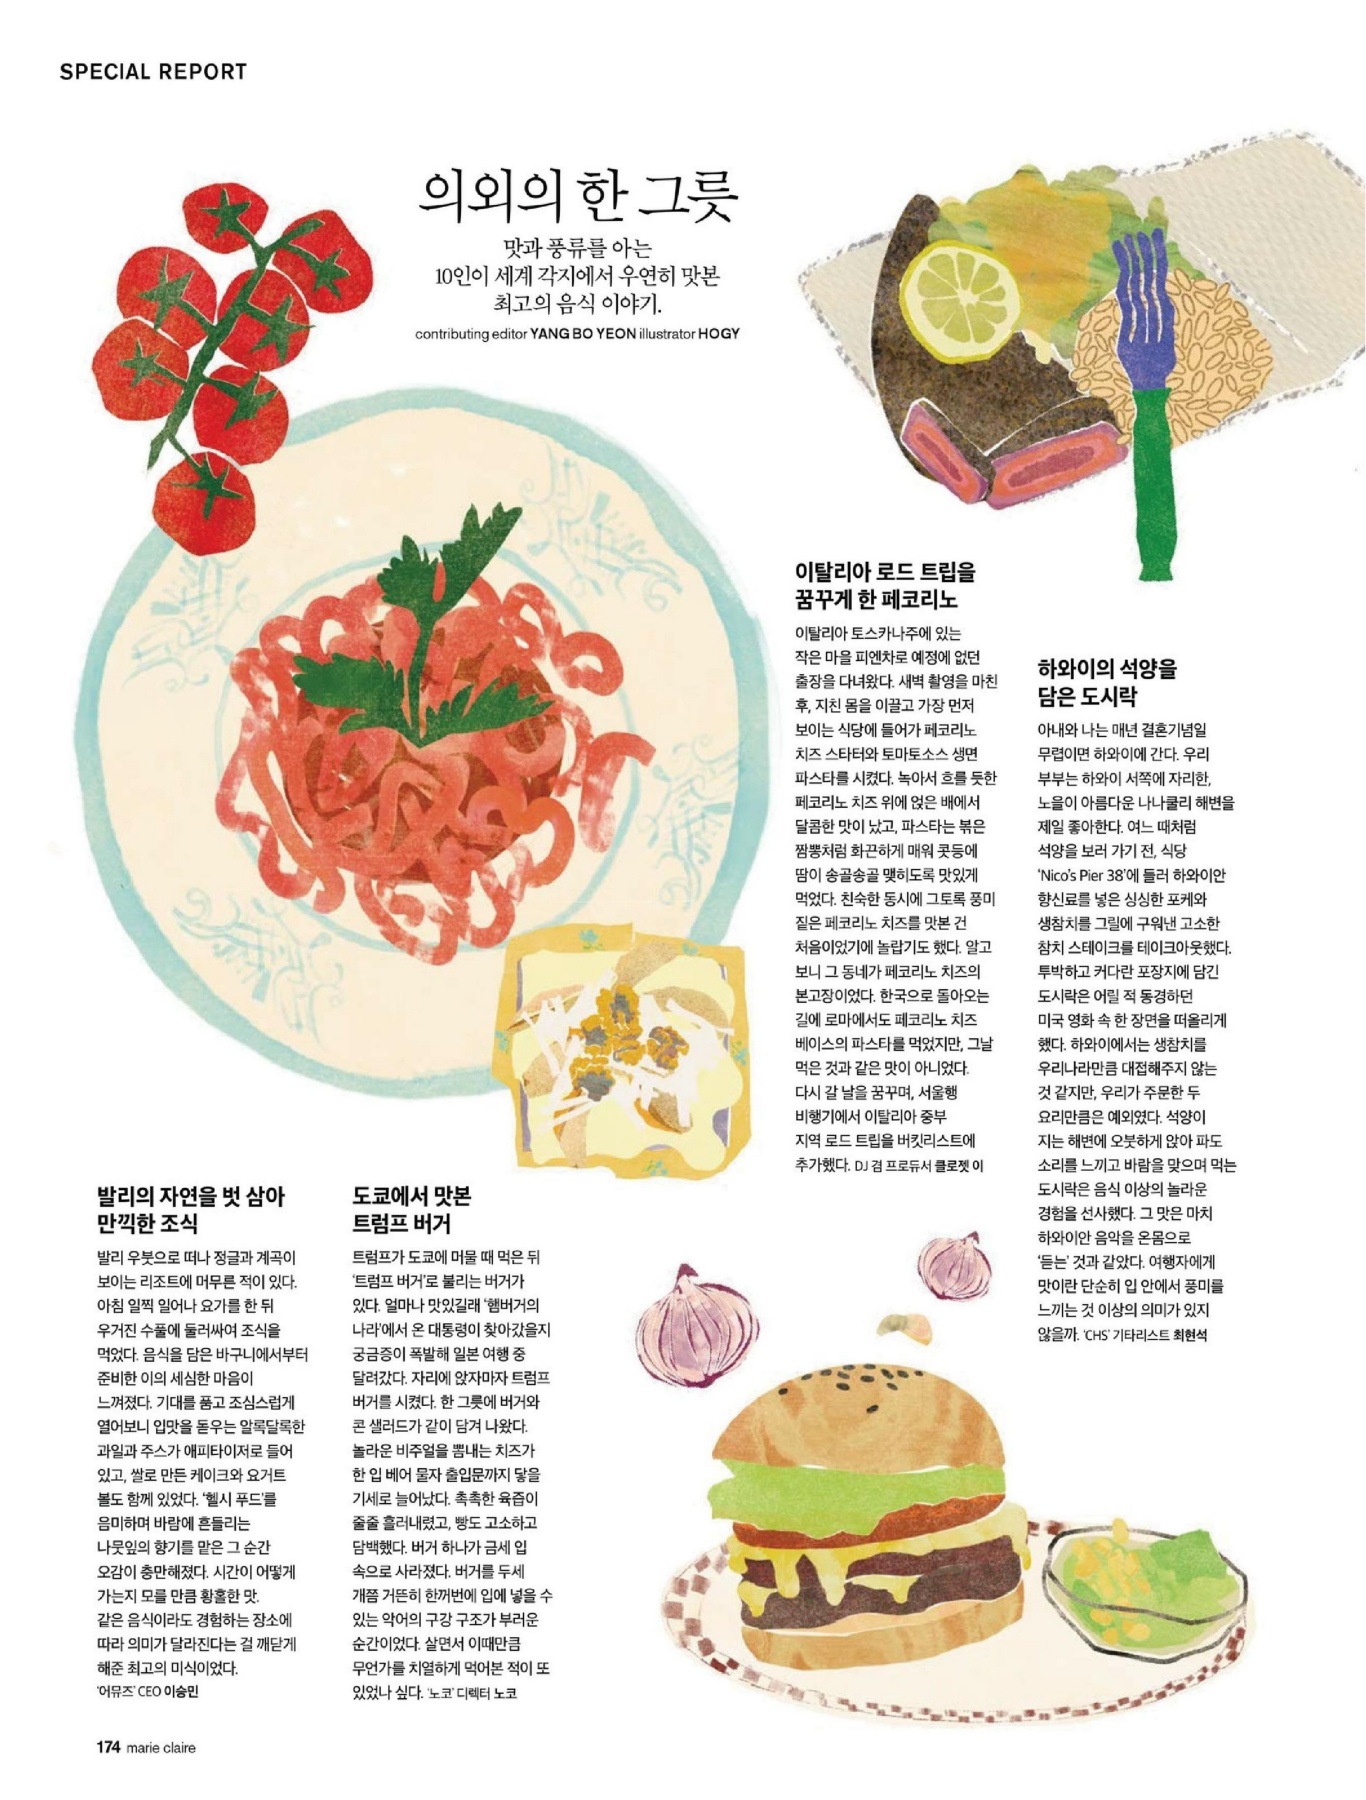 SPECIAL REPORT
의외의 한 그릇
맛과 풍류를 아는
10인이 세계 각지에서 우연히 맛본
최고의 음식 이야기.
contributing editor YANG BO YEON illustrator HOGY
발리의 자연을 벗 삼아
만끽한 조식
발리 우붓으로 떠나 정글과 계곡이
보이는 리조트에 머무른 적이 있다.
아침 일찍 일어나 요가를 한 뒤
우거진 수풀에 둘러싸여 조식을
먹었다. 음식을 담은 바구니에서부터
준비한 이의 세심한 마음이
느껴졌다. 기대를 품고 조심스럽게
열어보니 입맛을 돋우는 알록달록한
과일과 주스가 애피타이저로 들어
있고, 쌀로 만든 케이크와 요거트
볼도 함께 있었다. ‘헬시 푸드’를
음미하며 바람에 흔들리는
나뭇잎의 향기를 맡은 그 순간
오감이 충만해졌다. 시간이 어떻게
가는지 모를 만큼 황홀한 맛.
같은 음식이라도 경험하는 장소에
따라 의미가 달라진다는 걸 깨닫게
해준 최고의 미식이었다.
‘어뮤즈’ CEO 이승민
도쿄에서 맛본
트럼프 버거
트럼프가 도쿄에 머물 때 먹은 뒤
‘트럼프 버거’로 불리는 버거가
있다. 얼마나 맛있길래 ‘햄버거의
나라’에서 온 대통령이 찾아갔을지
궁금증이 폭발해 일본 여행 중
달려갔다. 자리에 앉자마자 트럼프
버거를 시켰다. 한 그릇에 버거와
콘 샐러드가 같이 담겨 나왔다.
놀라운 비주얼을 뽐내는 치즈가
한 입 베어 물자 출입문까지 닿을
기세로 늘어났다. 촉촉한 육즙이
줄줄 흘러내렸고, 빵도 고소하고
담백했다. 버거 하나가 금세 입
속으로 사라졌다. 버거를 두세
개쯤 거뜬히 한꺼번에 입에 넣을 수
있는 악어의 구강 구조가 부러운
순간이었다. 살면서 이때만큼
무언가를 치열하게 먹어본 적이 또
있었나 싶다. ‘노코’ 디렉터 노코
이탈리아 로드 트립을
꿈꾸게 한 페코리노
이탈리아 토스카나주에 있는
작은 마을 피엔차로 예정에 없던
출장을 다녀왔다. 새벽 촬영을 마친
후, 지친 몸을 이끌고 가장 먼저
보이는 식당에 들어가 페코리노
치즈 스타터와 토마토소스 생면
파스타를 시켰다. 녹아서 흐를 듯한
페코리노 치즈 위에 얹은 배에서
달콤한 맛이 났고, 파스타는 볶은
짬뽕처럼 화끈하게 매워 콧등에
땀이 송골송골 맺히도록 맛있게
먹었다. 친숙한 동시에 그토록 풍미
짙은 페코리노 치즈를 맛본 건
처음이었기에 놀랍기도 했다. 알고
보니 그 동네가 페코리노 치즈의
본고장이었다. 한국으로 돌아오는
길에 로마에서도 페코리노 치즈
베이스의 파스타를 먹었지만, 그날
먹은 것과 같은 맛이 아니었다.
다시 갈 날을 꿈꾸며, 서울행
비행기에서 이탈리아 중부
지역 로드 트립을 버킷리스트에
추가했다. DJ 겸 프로듀서 클로젯 이
하와이의 석양을
담은 도시락
아내와 나는 매년 결혼기념일
무렵이면 하와이에 간다. 우리
부부는 하와이 서쪽에 자리한,
노을이 아름다운 나나쿨리 해변을
제일 좋아한다. 여느 때처럼
석양을 보러 가기 전, 식당
‘Nico’s Pier 38’에 들러 하와이안
향신료를 넣은 싱싱한 포케와
생참치를 그릴에 구워낸 고소한
참치 스테이크를 테이크아웃했다.
투박하고 커다란 포장지에 담긴
도시락은 어릴 적 동경하던
미국 영화 속 한 장면을 떠올리게
했다. 하와이에서는 생참치를
우리나라만큼 대접해주지 않는
것 같지만, 우리가 주문한 두
요리만큼은 예외였다. 석양이
지는 해변에 오붓하게 앉아 파도
소리를 느끼고 바람을 맞으며 먹는
도시락은 음식 이상의 놀라운
경험을 선사했다. 그 맛은 마치
하와이안 음악을 온몸으로
‘듣는’ 것과 같았다. 여행자에게
맛이란 단순히 입 안에서 풍미를
느끼는 것 이상의 의미가 있지
않을까. ‘CHS’ 기타리스트 최현석
174 marie claire